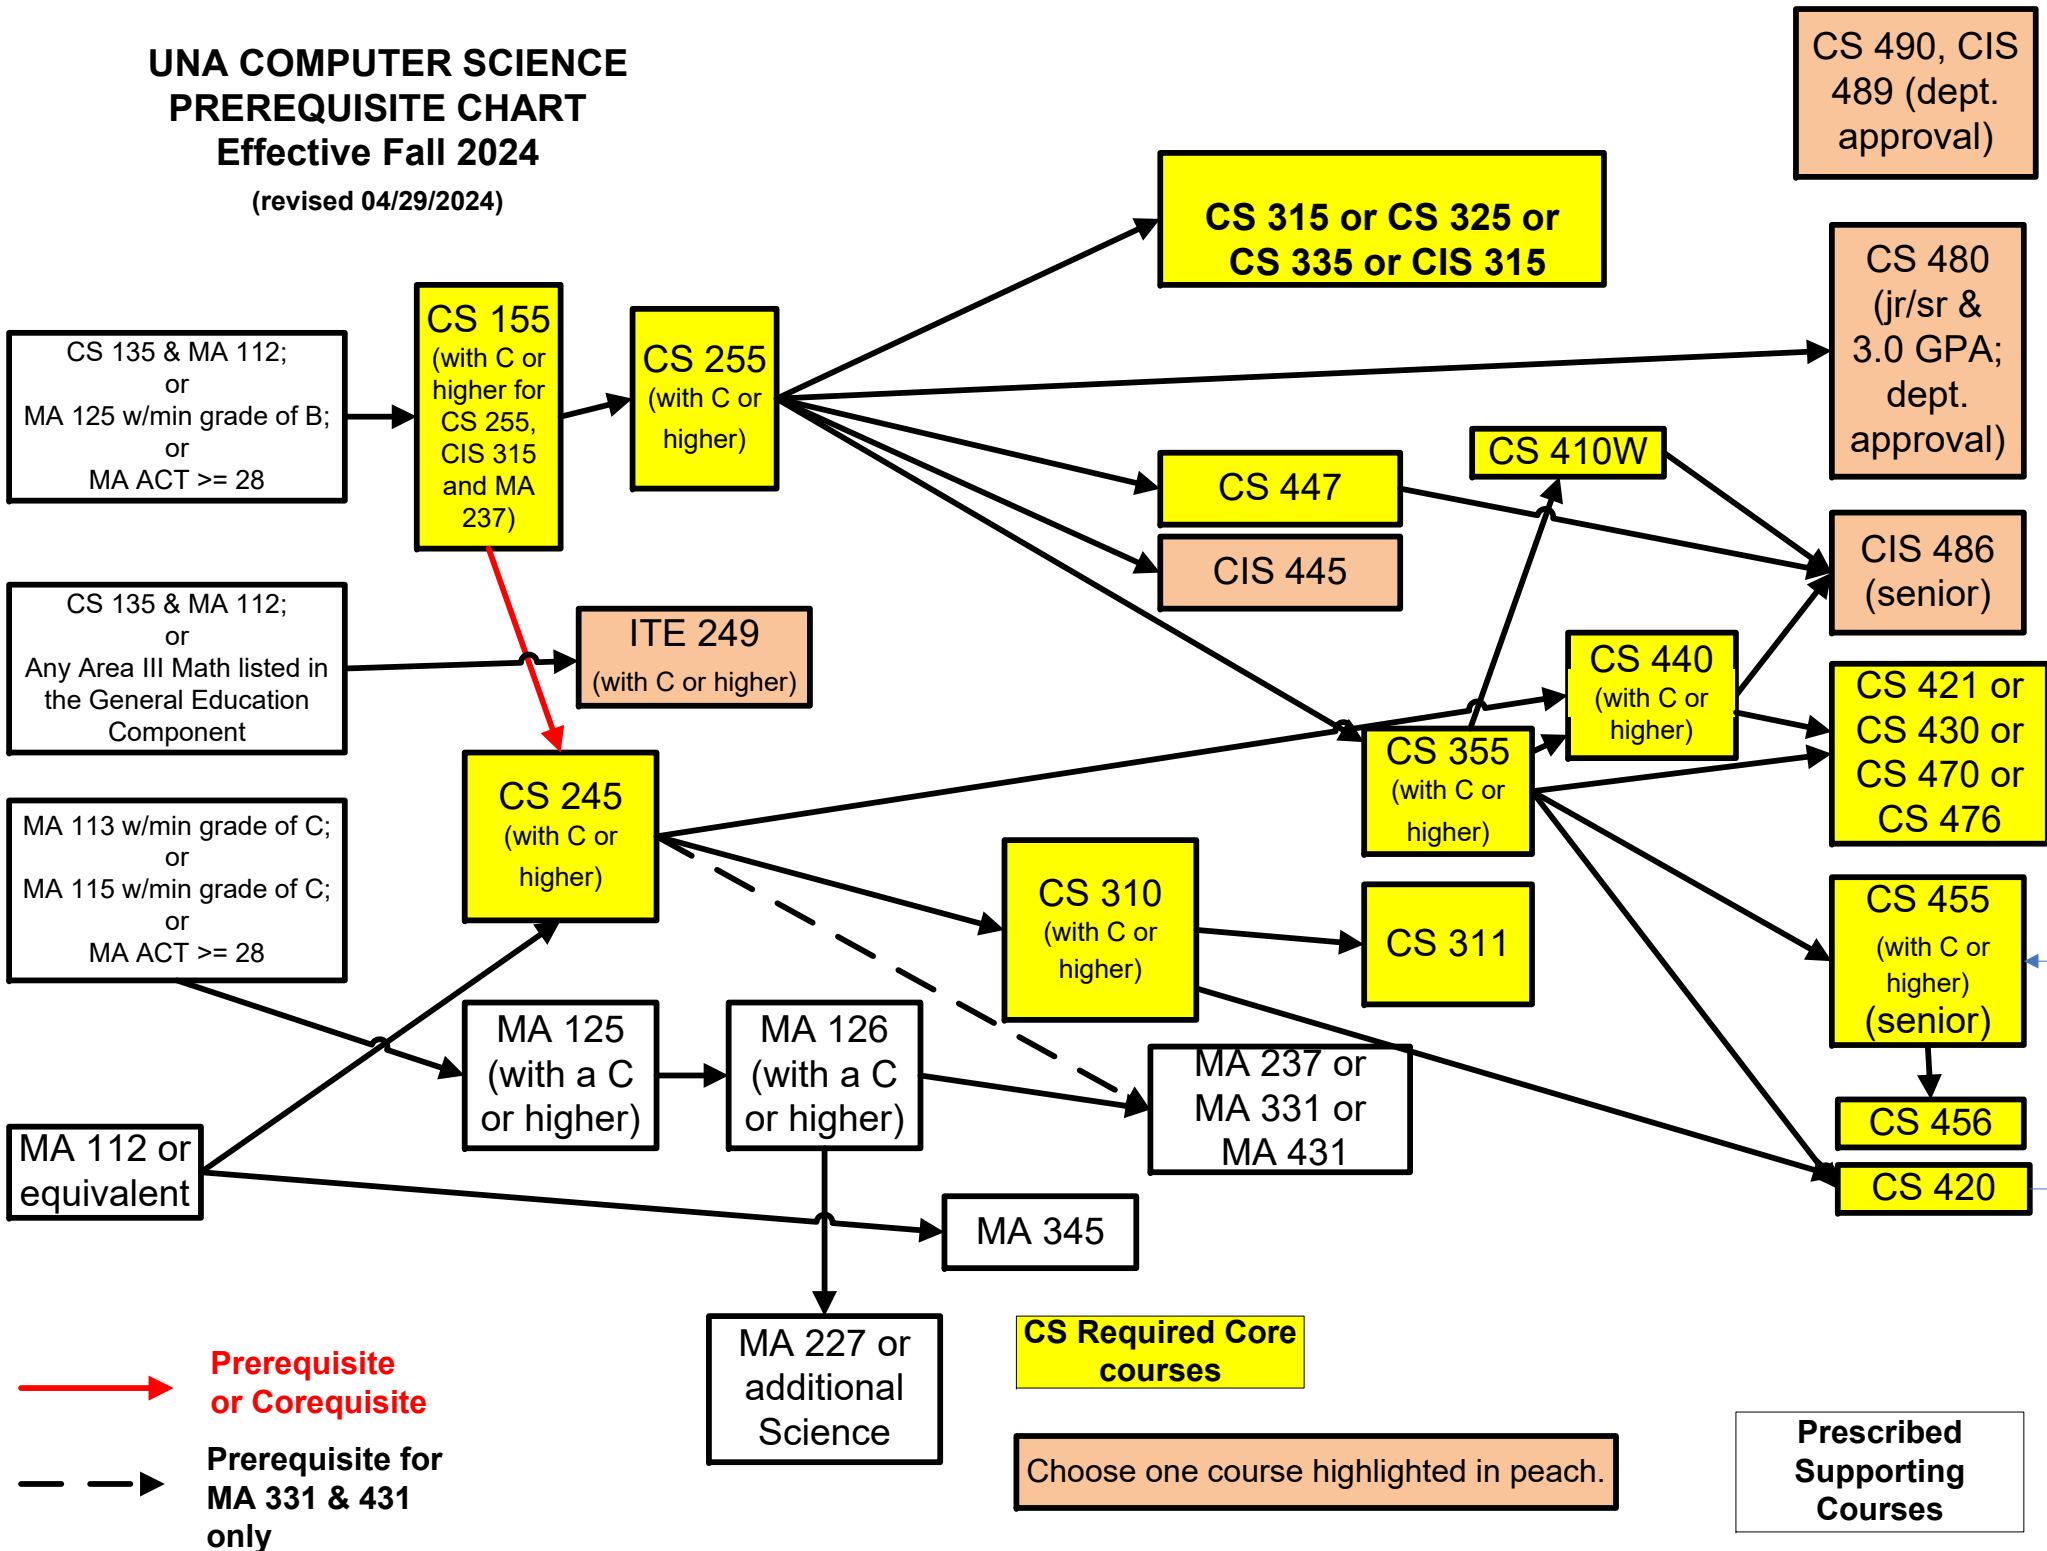 UNA COMPUTER SCIENCE
PREREQUISITE CHART
Effective Fall 2024
(revised 04/29/2024)
CS 490, CIS
489 (dept.
approval)
CS 315 or CS 325 or
CS 335 or CIS 315
CS 480
(jr/sr &
3.0 GPA;
dept.
approval)
CS 135 & MA 112;
or
MA 125 w/min grade of B;
or
MA ACT >= 28
CS 155
(with C or
higher for
CS 255,
CIS 315
and MA
237)
CS 255
(with C or
higher)
CS 410W
CS 447
CIS 445
CIS 486
(senior)
CS 135 & MA 112;
or
Any Area III Math listed in
the General Education
Component
ITE 249
(with C or higher)
CS 440
(with C or
higher)
CS 421 or
CS 430 or
CS 470 or
CS 476
CS 355
(with C or
higher)
CS 245
(with C or
higher)
MA 113 w/min grade of C;
or
MA 115 w/min grade of C;
or
MA ACT >= 28
CS 310
(with C or
higher)
CS 311
CS 455
(with C or
higher)
(senior)
MA 125
(with a C
or higher)
MA 126
(with a C
or higher)
MA 237 or
MA 331 or
MA 431
CS 456
CS 420
MA 112 or
equivalent
MA 345
MA 227 or
additional
Science
CS Required Core
courses
Prerequisite
or Corequisite
Prerequisite for
MA 331 & 431
only
Choose one course highlighted in peach.
Prescribed
Supporting
Courses